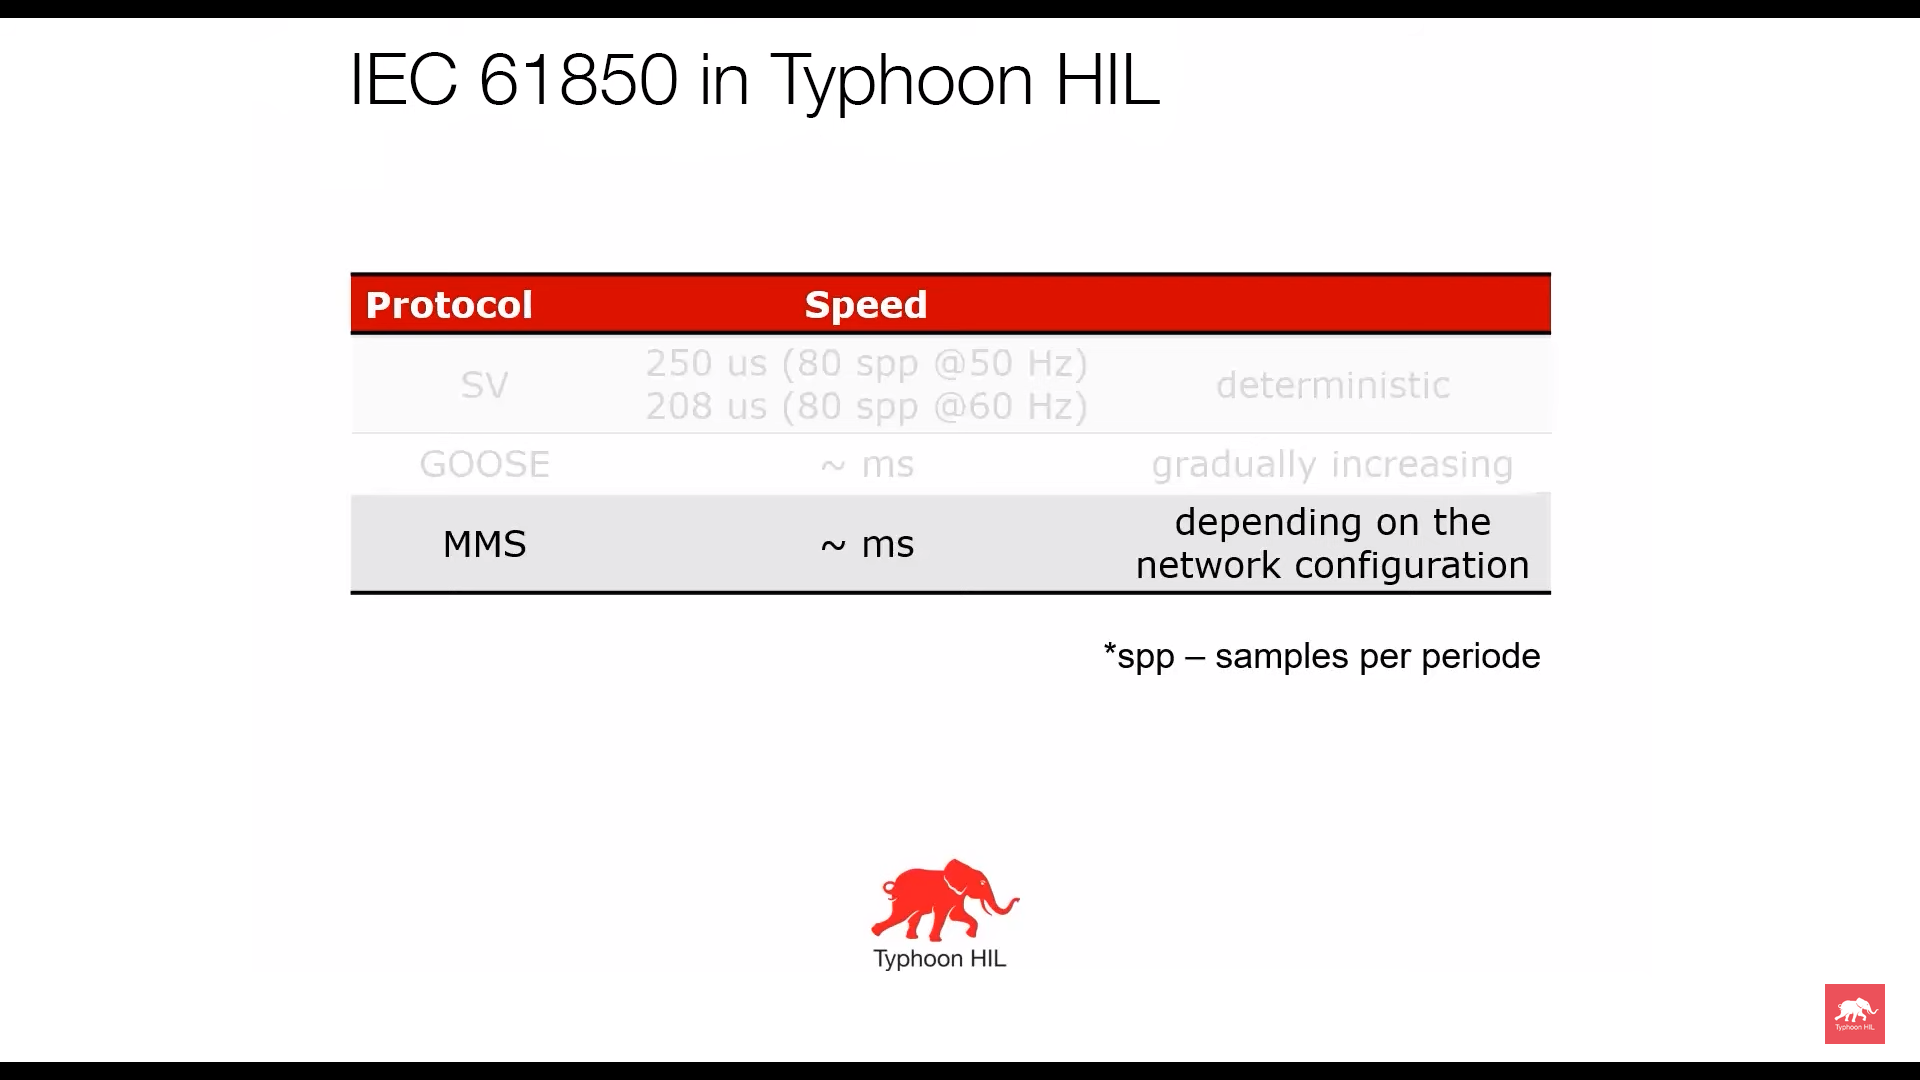 IEC 61850 in Typhoon HIL
Protocol Speed
SV 250 us (80 spp @50 Hz) deterministic
208 us (80 spp @60 Hz)
GOOSE ~ ms gradually increasing
MMS ~ ms depending on the
network configuration
*spp – samples per periode
Typhoon HIL
Typhoon HIL